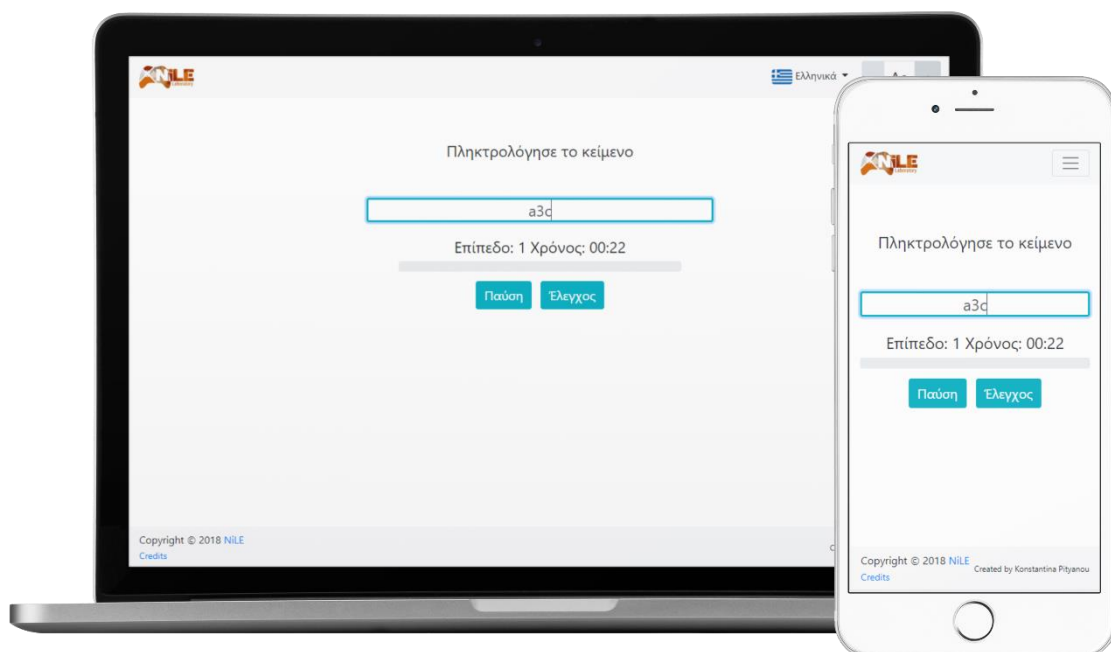 NiLE
Laboratory
Ελληνικά
Πληκτρολόγησε το κείμενο
a3c
Επίπεδο: 1 Χρόνος: 00:22
Παύση Έλεγχος
Copyright © 2018 NiLE
Credits
NiLE
Laboratory
Πληκτρολόγησε το κείμενο
a3c
Επίπεδο: 1 Χρόνος: 00:22
Παύση Έλεγχος
Copyright © 2018 NiLE
Created by Konstantina Pityanou
Credits